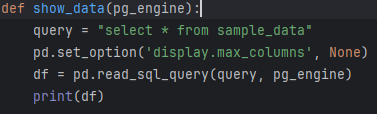 def show_data(pg_engine):
    query = "select * from sample_data"
    pd.set_option('display.max_columns', None)
    df = pd.read_sql_query(query, pg_engine)
    print(df)